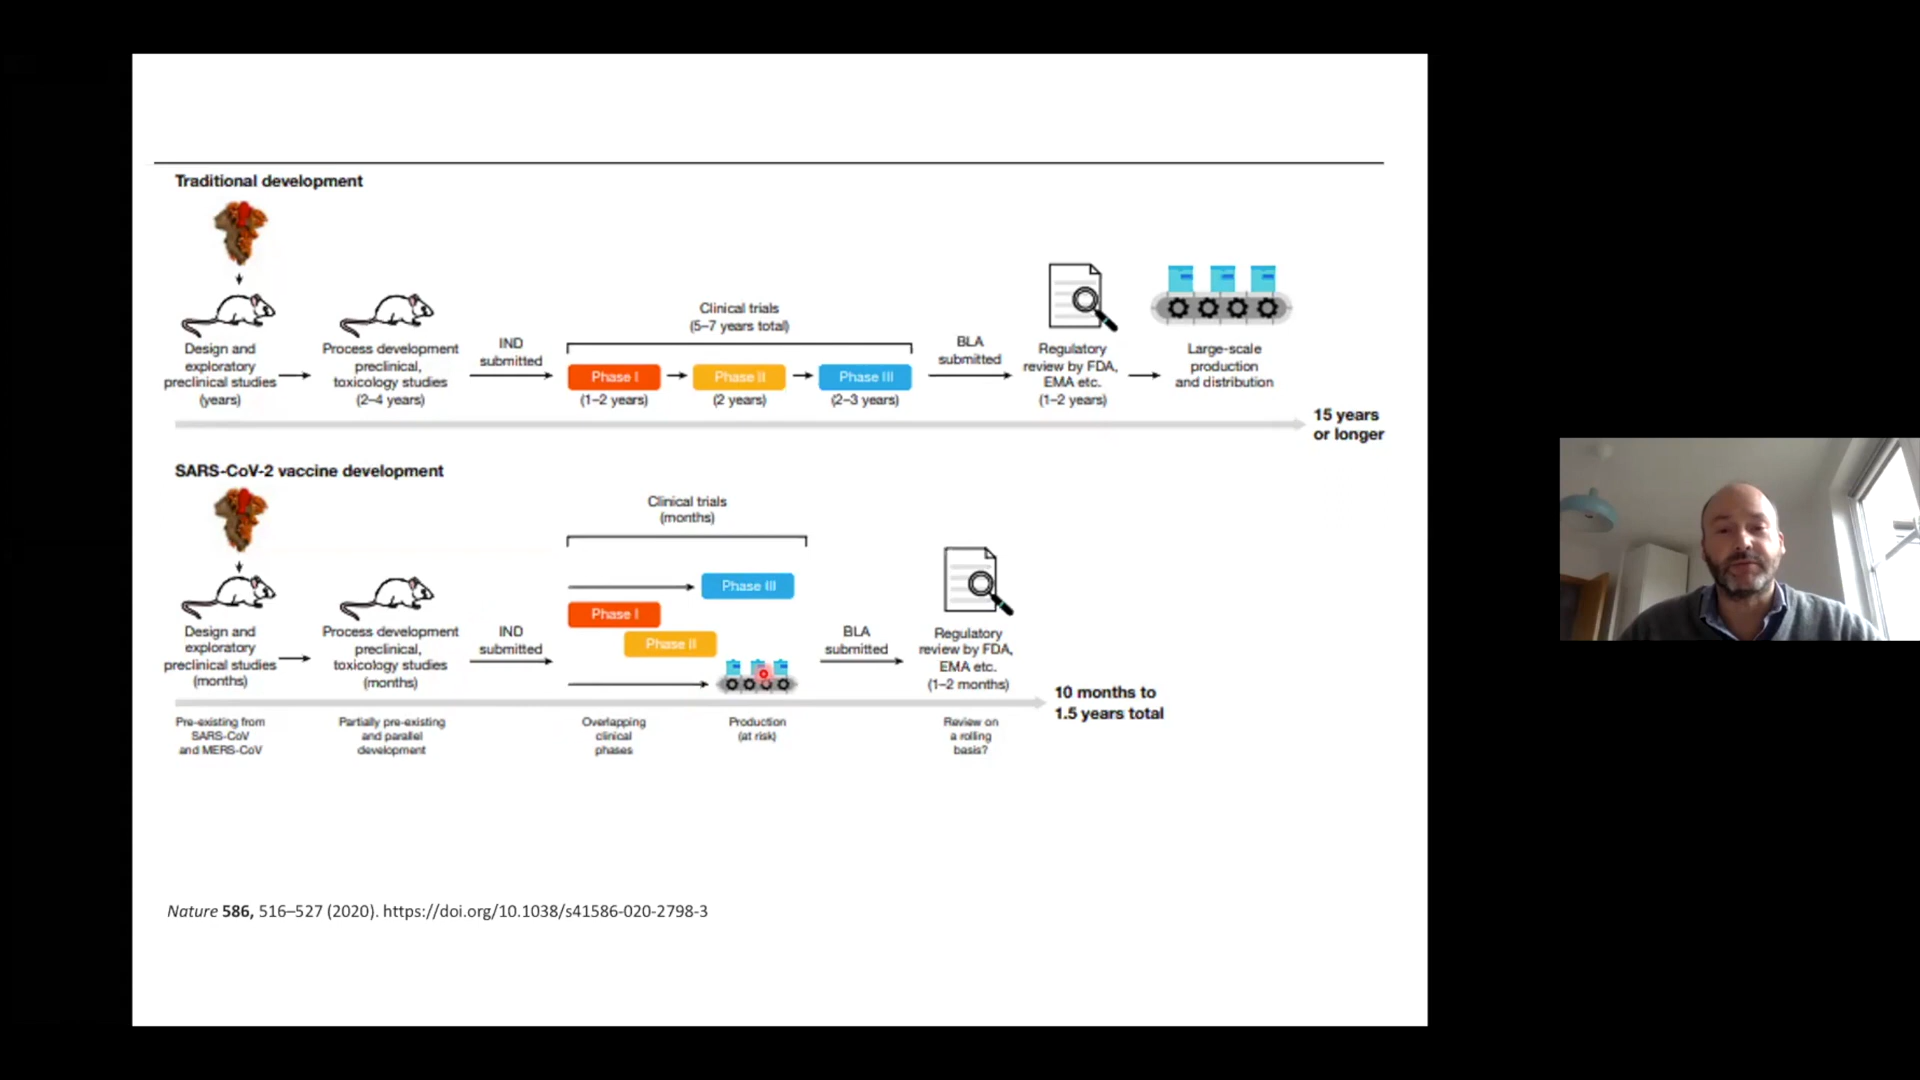 Traditional development
Clinical trials
(5–7 years total)
Design and
exploratory
preclinical studies
(years)
Process development
preclinical,
toxicology studies
(2–4 years)
IND
submitted
Phase I
(1–2 years)
Phase II
(2 years)
Phase III
(2–3 years)
BLA
submitted
Regulatory
review by FDA,
EMA etc.
(1–2 years)
Large-scale
production
and distribution
15 years
or longer
SARS-CoV-2 vaccine development
Clinical trials
(months)
Design and
exploratory
preclinical studies
(months)
Process development
preclinical,
toxicology studies
(months)
IND
submitted
Phase III
Phase I
Phase II
BLA
submitted
Regulatory
review by FDA,
EMA etc.
(1–2 months)
10 months to
1.5 years total
Pre-existing from
SARS-CoV
and MERS-CoV
Partially pre-existing
and parallel
development
Overlapping
clinical
phases
Production
(at risk)
Review on
a rolling
basis?
Nature 586, 516–527 (2020). https://doi.org/10.1038/s41586-020-2798-3